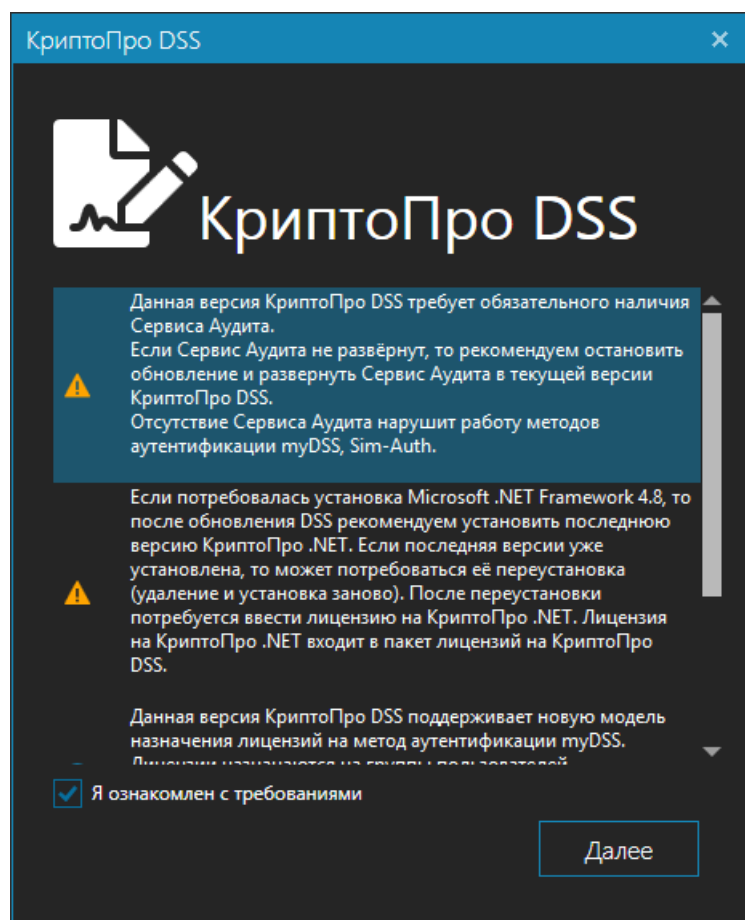 КриптоПро DSS
КриптоПро DSS
Данная версия КриптоПро DSS требует обязательного наличия
Сервиса Аудита.
Если Сервис Аудита не развёрнут, то рекомендуем остановить
обновление и развернуть Сервис Аудита в текущей версии
КриптоПро DSS.
Отсутствие Сервиса Аудита нарушит работу методов
аутентификации myDSS, Sim-Auth.
Если потребовалась установка Microsoft .NET Framework 4.8, то
после обновления DSS рекомендуем установить последнюю
версию КриптоПро .NET. Если последняя версии уже
установлена, то может потребоваться её переустановка
(удаление и установка заново). После переустановки
потребуется ввести лицензию на КриптоПро .NET. Лицензия
на КриптоПро .NET входит в пакет лицензий на КриптоПро
DSS.
Данная версия КриптоПро DSS поддерживает новую модель
назначения лицензий на метод аутентификации myDSS.
Лицензии назначаются на группы пользователей
Я ознакомлен с требованиями
Далее